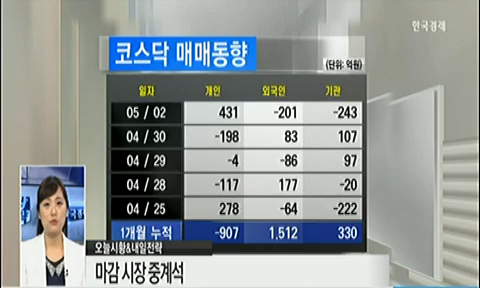 한국경제
코스닥 매매동향
(단위: 억원)
일자 개인 외국인 기관
05 / 02 431 -201 -243
04 / 30 -198 83 107
04 / 29 -4 -86 97
04 / 28 -117 177 -20
04 / 25 278 -64 -222
1개월 누적 -907 1,512 330
오늘시황&내일전략
마감 시장 중계석